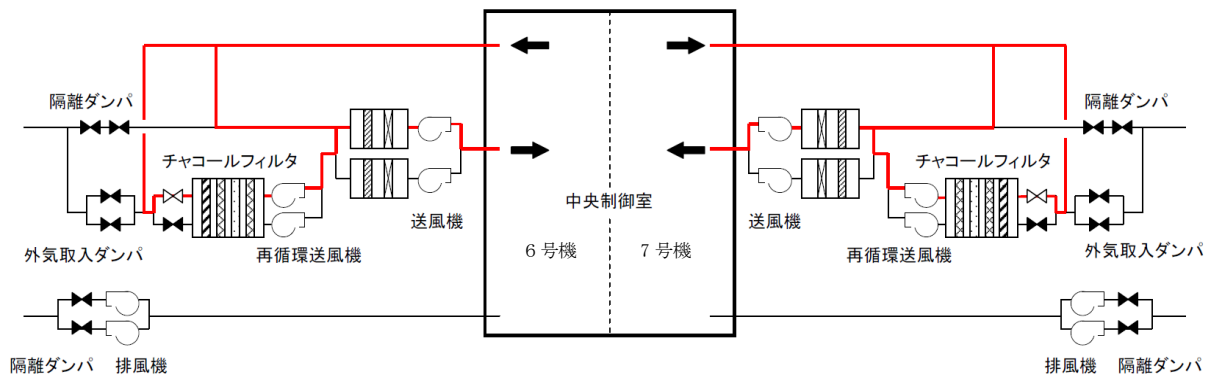 隔離ダンパ
隔離ダンパ
チャコールフィルタ
チャコールフィルタ
中央制御室
送風機
送風機
外気取入ダンパ
再循環送風機
6号機
7号機
再循環送風機
外気取入ダンパ
隔離ダンパ
排風機
排風機
隔離ダンパ